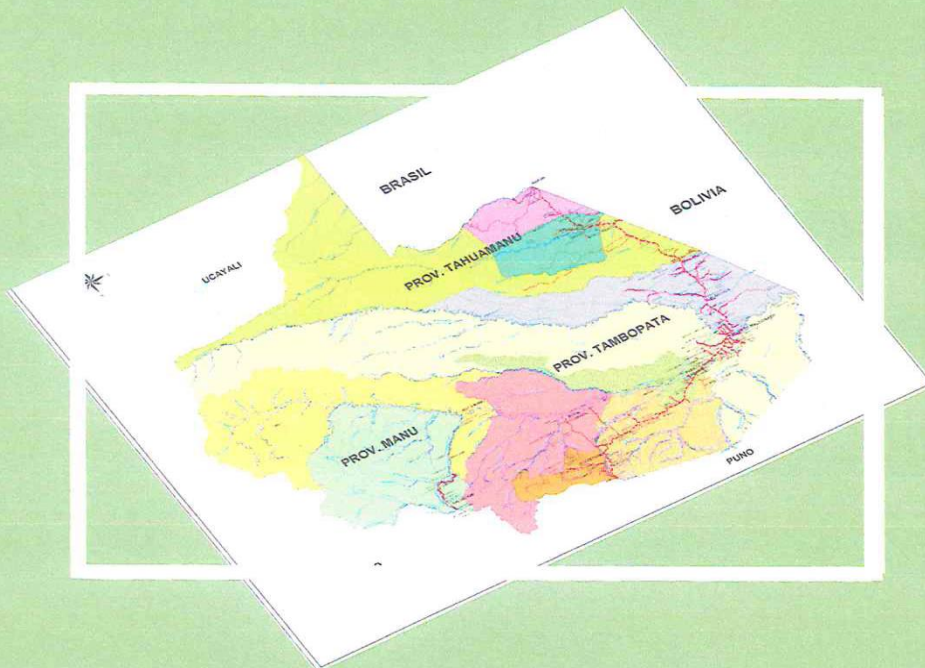 BRASIL
BOLIVIA
UCAYALI
PROV. TAHUAMANU
PROV. TAMBOPATA
PROV. MANU
PUNO